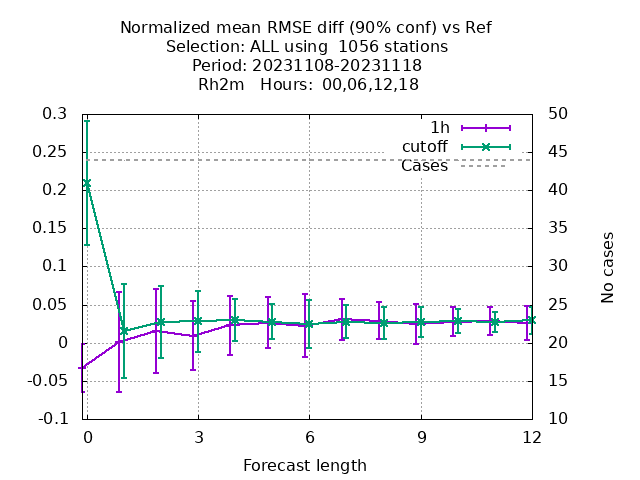 Normalized mean RMSE diff (90% conf) vs Ref
Selection: ALL using  1056 stations
Period: 20231108-20231118
Rh2m   Hours:  00,06,12,18
0.3
0.25
0.2
0.15
0.1
0.05
0
-0.05
-0.1
50
45
40
35
30
25
20
15
10
1h
cutoff
Cases
No cases
0 3 6 9 12
Forecast length